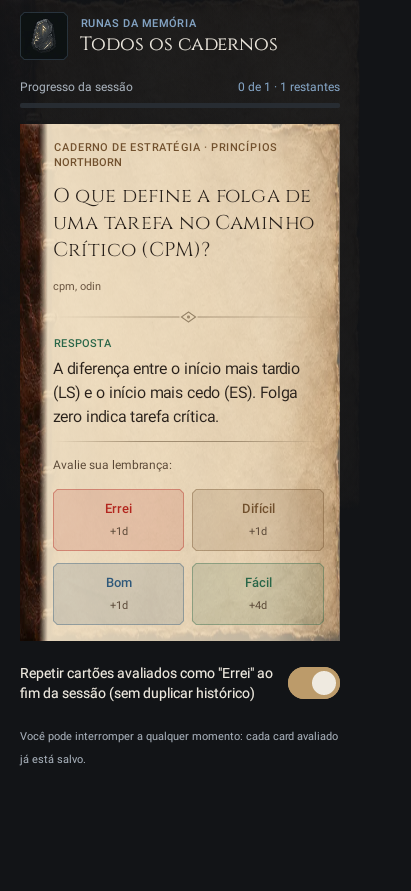 RUNAS DA MEMÓRIA
Todos os cadernos
Progresso da sessão
0 de 1 · 1 restantes
CADERNO DE ESTRATÉGIA · PRINCÍPIOS
NORTHBORN
O que define a folga de
uma tarefa no Caminho
Crítico (CPM)?
cpm, odin
RESPOSTA
A diferença entre o início mais tardio
(LS) e o início mais cedo (ES). Folga
zero indica tarefa crítica.
Avalie sua lembrança:
Errei
+1d
Difícil
+1d
Bom
+1d
Fácil
+4d
Repetir cartões avaliados como "Errei" ao
fim da sessão (sem duplicar histórico)
Você pode interromper a qualquer momento: cada card avaliado
já está salvo.